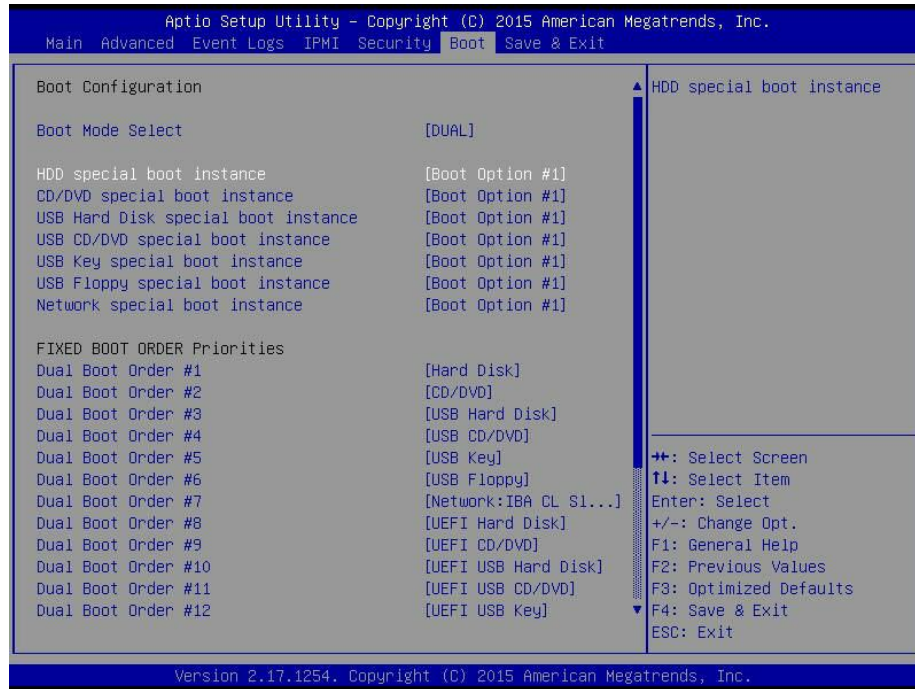 Aptio Setup Utility – Copyright (C) 2015 American Megatrends, Inc.
Main Advanced Event Logs IPMI Security Boot Save & Exit
Boot Configuration
Boot Mode Select [DUAL]
HDD special boot instance [Boot Option #1]
CD/DVD special boot instance [Boot Option #1]
USB Hard Disk special boot instance [Boot Option #1]
USB CD/DVD special boot instance [Boot Option #1]
USB Key special boot instance [Boot Option #1]
USB Floppy special boot instance [Boot Option #1]
Network special boot instance [Boot Option #1]
FIXED BOOT ORDER Priorities
Dual Boot Order #1 [Hard Disk]
Dual Boot Order #2 [CD/DVD]
Dual Boot Order #3 [USB Hard Disk]
Dual Boot Order #4 [USB CD/DVD]
Dual Boot Order #5 [USB Key]
Dual Boot Order #6 [USB Floppy]
Dual Boot Order #7 [Network:IBA CL Sl...]
Dual Boot Order #8 [UEFI Hard Disk]
Dual Boot Order #9 [UEFI CD/DVD]
Dual Boot Order #10 [UEFI USB Hard Disk]
Dual Boot Order #11 [UEFI USB CD/DVD]
Dual Boot Order #12 [UEFI USB Key]
HDD special boot instance
→←: Select Screen
↑↓: Select Item
Enter: Select
+/-: Change Opt.
F1: General Help
F2: Previous Values
F3: Optimized Defaults
F4: Save & Exit
ESC: Exit
Version 2.17.1254. Copyright (C) 2015 American Megatrends, Inc.